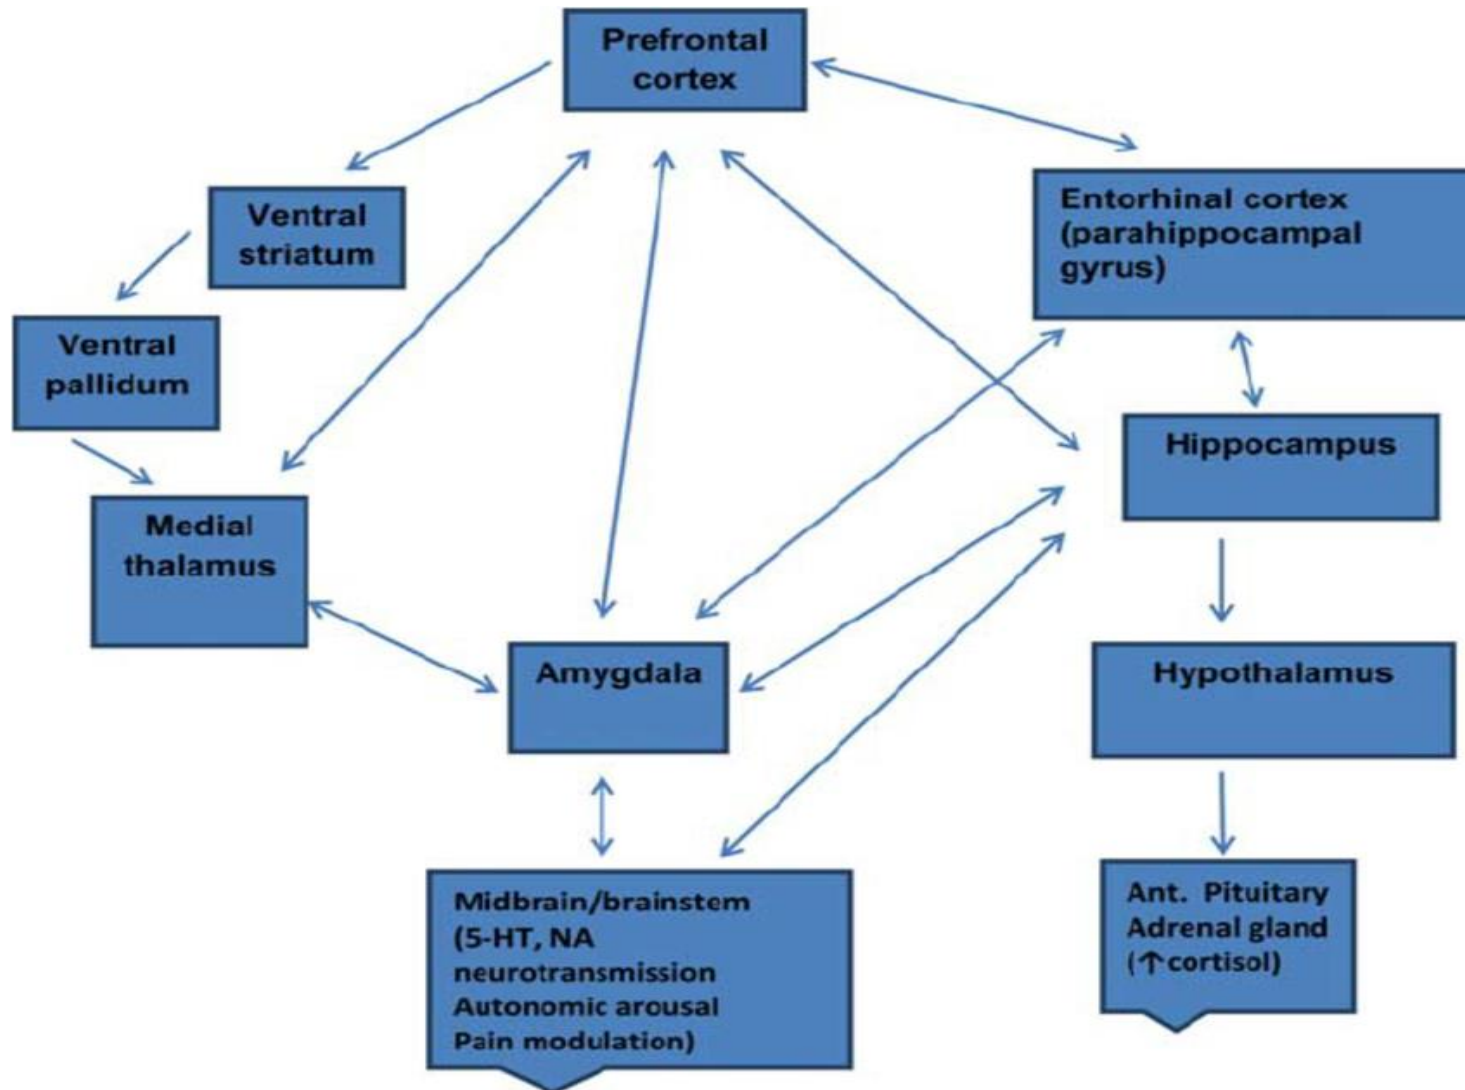 Prefrontal
cortex
Ventral
striatum
Entorhinal cortex
(parahippocampal
gyrus)
Ventral
pallidum
Hippocampus
Medial
thalamus
Amygdala
Hypothalamus
Midbrain/brainstem
(5-HT, NA
neurotransmission
Autonomic arousal
Pain modulation)
Ant. Pituitary
Adrenal gland
(↑cortisol)